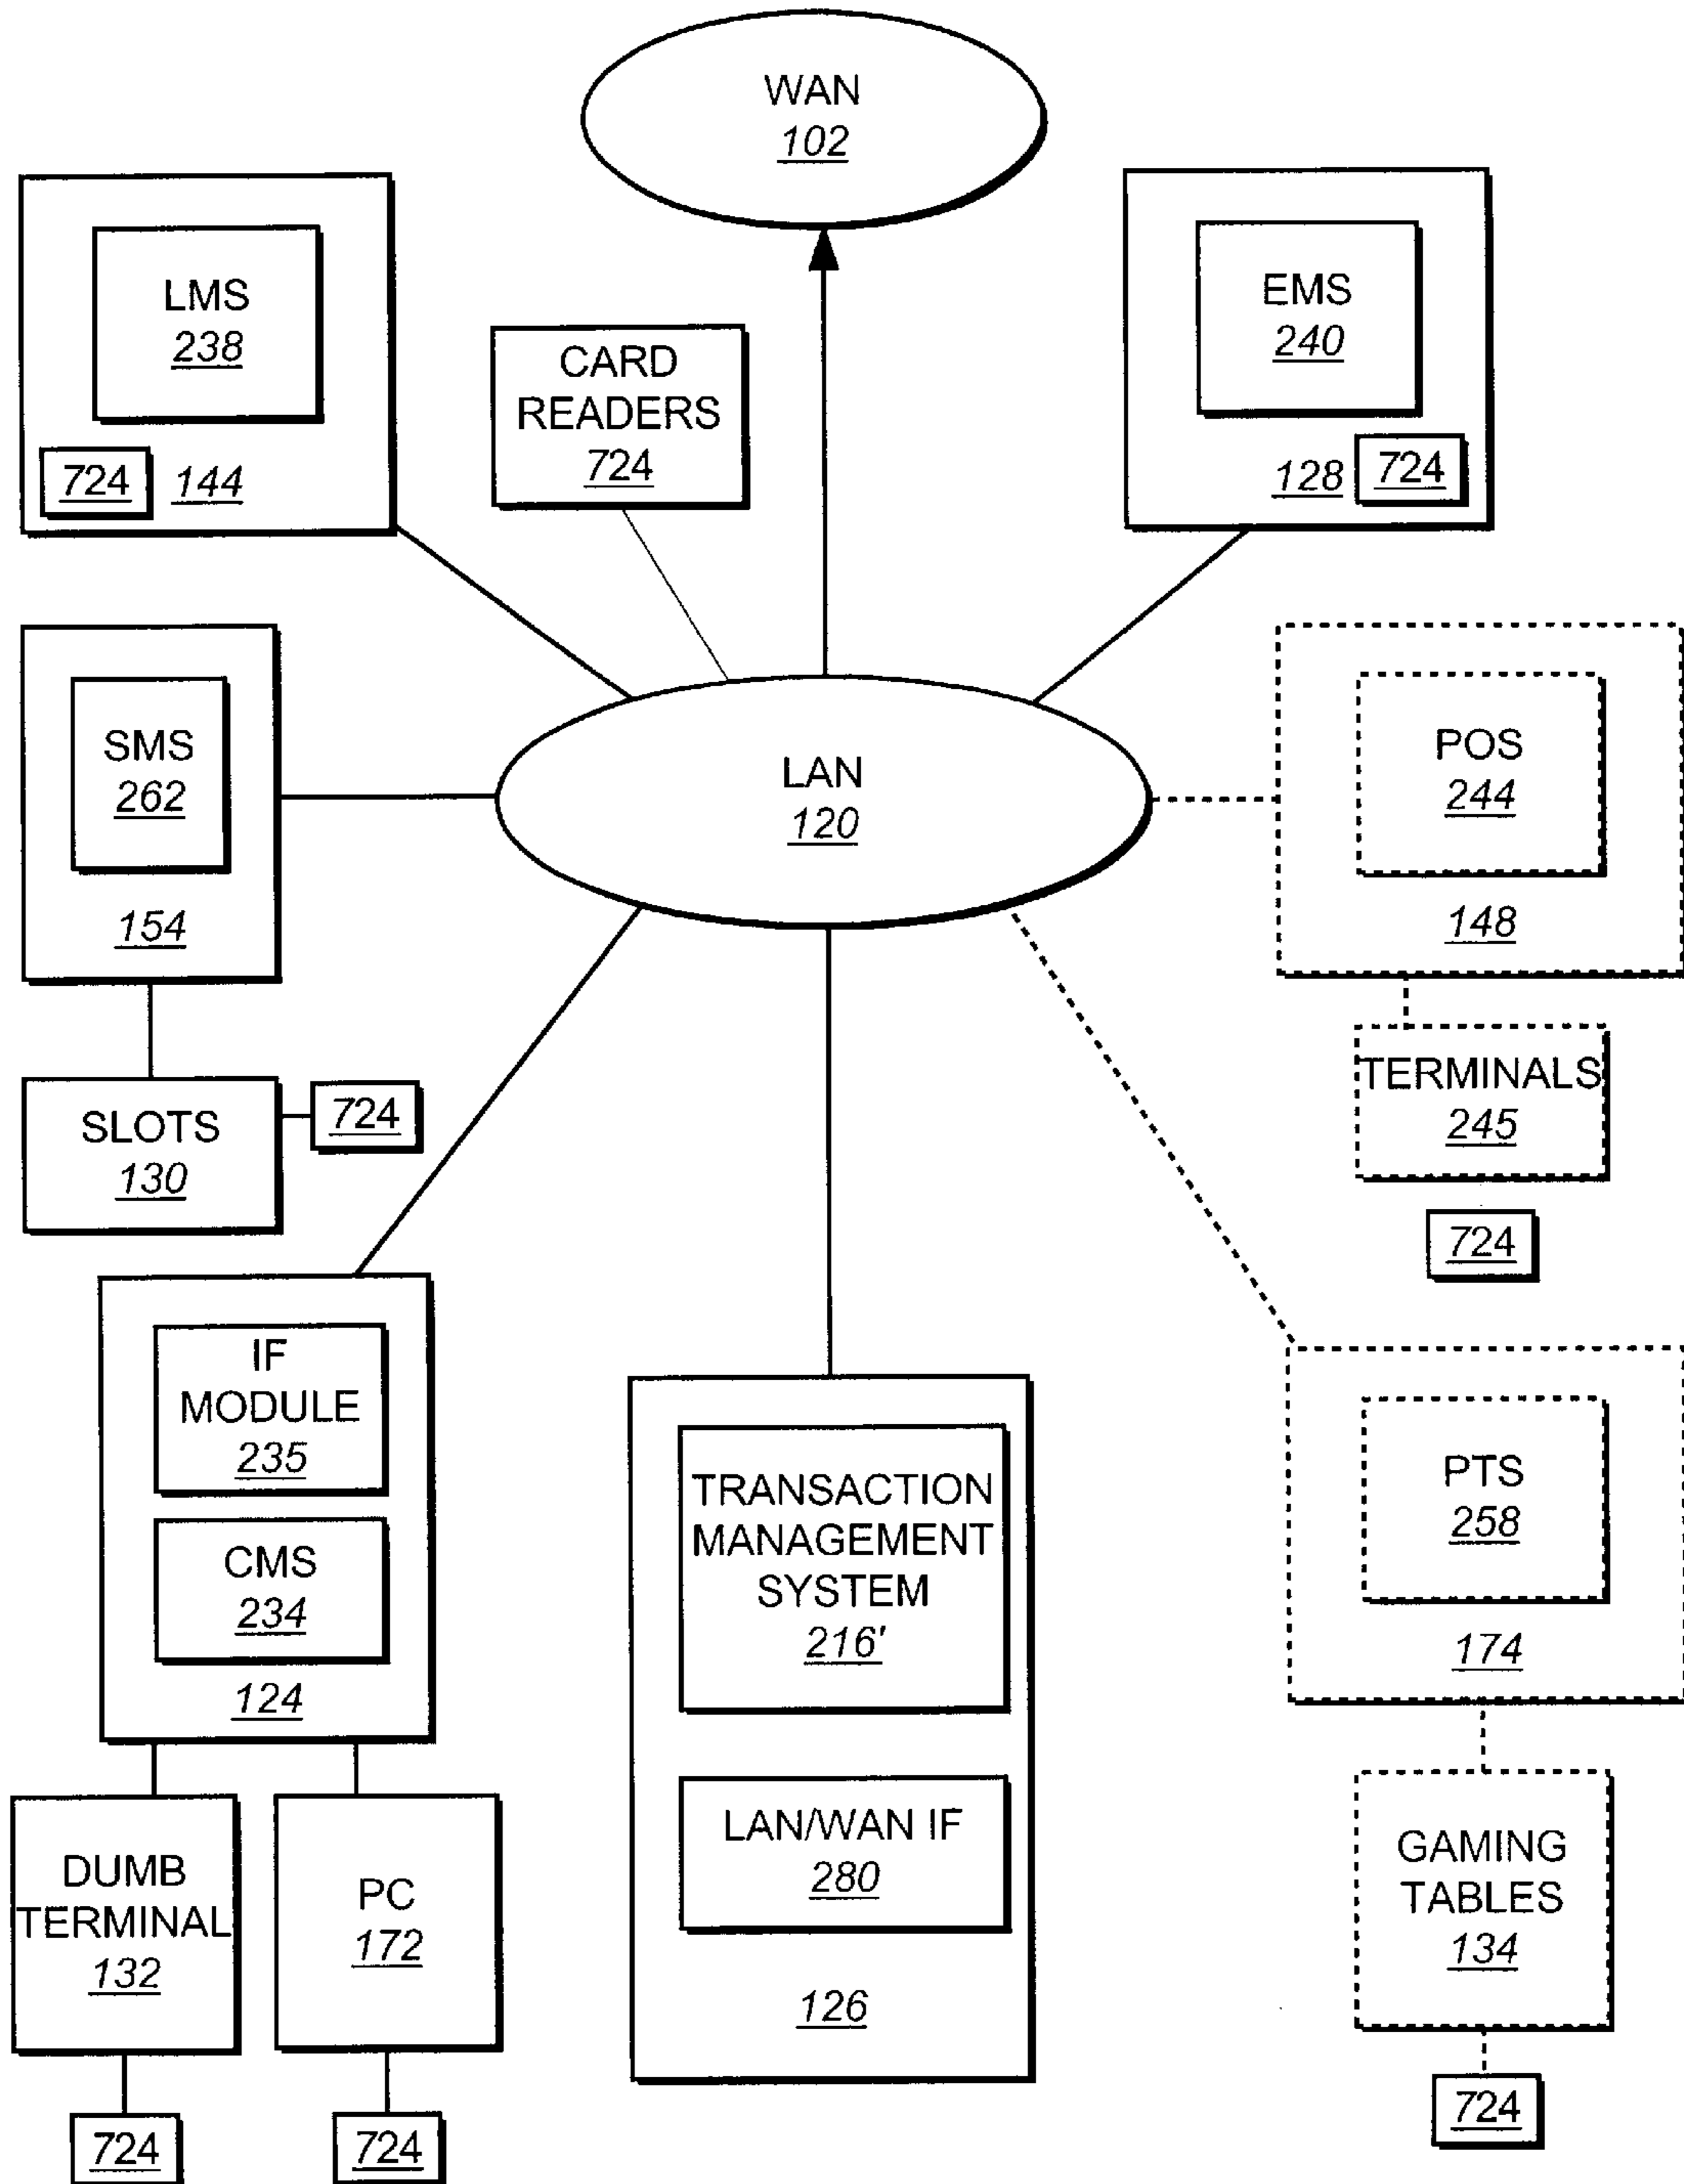 WAN
102
LMS
238
724
144
CARD
READERS
724
EMS
240
128
724
SMS
262
154
LAN
120
POS
244
148
SLOTS
130
724
TERMINALS
245
724
IF
MODULE
235
CMS
234
124
TRANSACTION
MANAGEMENT
SYSTEM
216'
LAN/WAN IF
280
126
PTS
258
174
DUMB
TERMINAL
132
PC
172
GAMING
TABLES
134
724
724
724